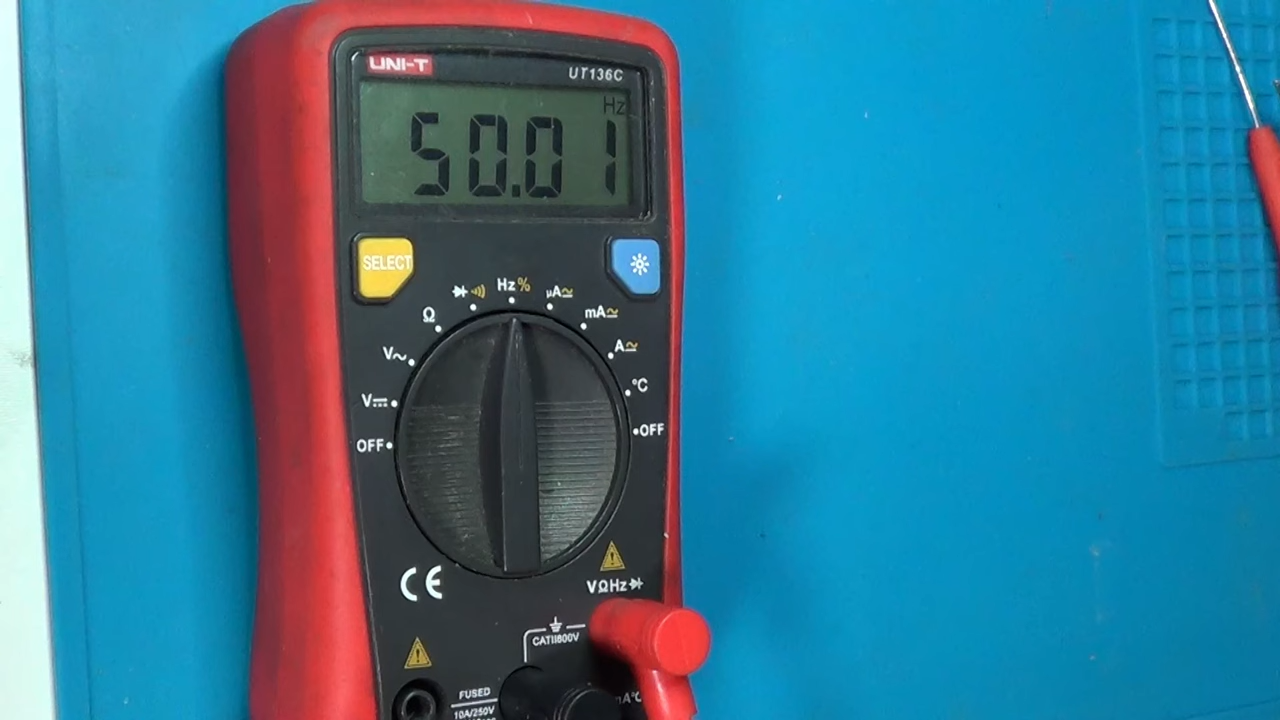 UNI-T
UT136C
Hz
50.01
SELECT
Hz%
μA
Ω
mA
V~
A
°C
V
OFF
OFF
CE
VΩHz
CATII600V
FUSED
10A/250V